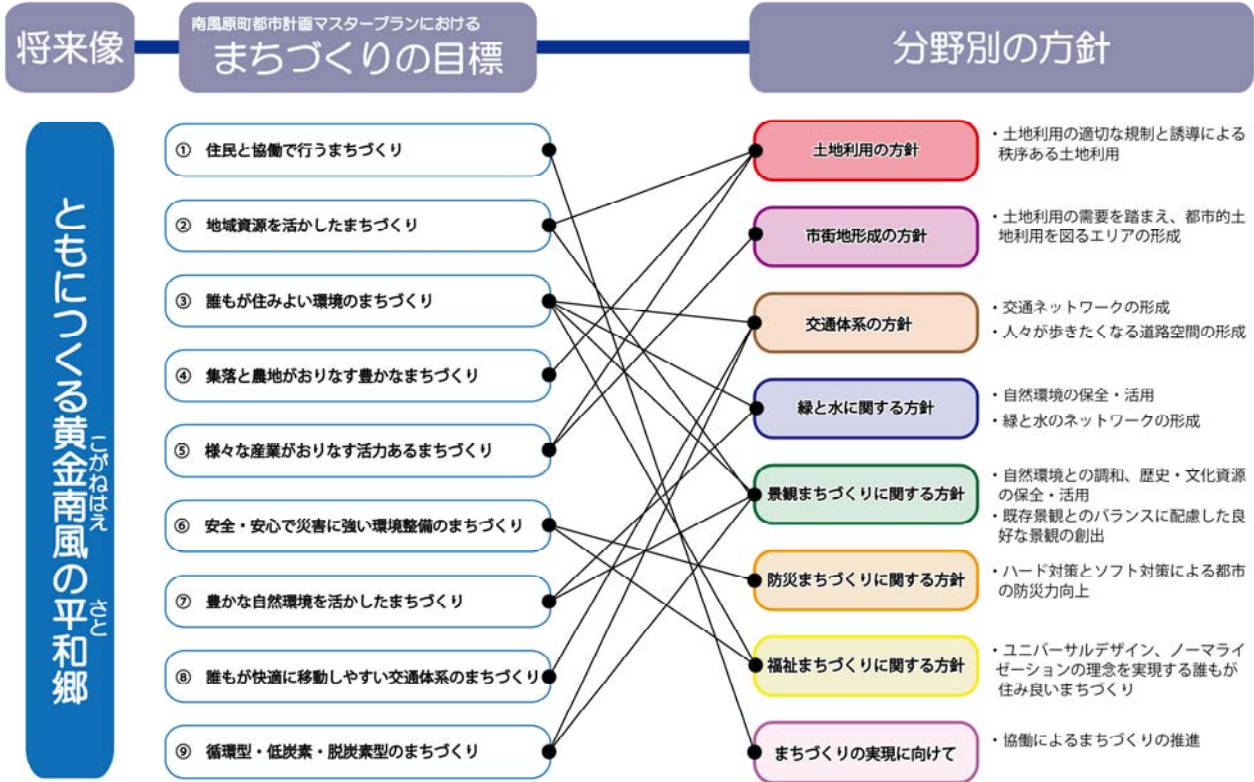 将来像
南風原町都市計画マスタープランにおける
まちづくりの目標
分野別の方針
ともにつくる黄金南風の平和郷
こがねはえ
さと
① 住民と協働で行うまちづくり
② 地域資源を活かしたまちづくり
③ 誰もが住みよい環境のまちづくり
④ 集落と農地がおりなす豊かなまちづくり
⑤ 様々な産業がおりなす活力あるまちづくり
⑥ 安全・安心で災害に強い環境整備のまちづくり
⑦ 豊かな自然環境を活かしたまちづくり
⑧ 誰もが快適に移動しやすい交通体系のまちづくり
⑨ 循環型・低炭素・脱炭素型のまちづくり
土地利用の方針
・土地利用の適切な規制と誘導による
秩序ある土地利用
市街地形成の方針
・土地利用の需要を踏まえ、都市的土
地利用を図るエリアの形成
交通体系の方針
・交通ネットワークの形成
・人々が歩きたくなる道路空間の形成
緑と水に関する方針
・自然環境の保全・活用
・緑と水のネットワークの形成
景観まちづくりに関する方針
・自然環境との調和、歴史・文化資源
の保全・活用
・既存景観とのバランスに配慮した良
好な景観の創出
防災まちづくりに関する方針
・ハード対策とソフト対策による都市
の防災力向上
福祉まちづくりに関する方針
・ユニバーサルデザイン、ノーマライ
ゼーションの理念を実現する誰もが
住み良いまちづくり
まちづくりの実現に向けて
・協働によるまちづくりの推進